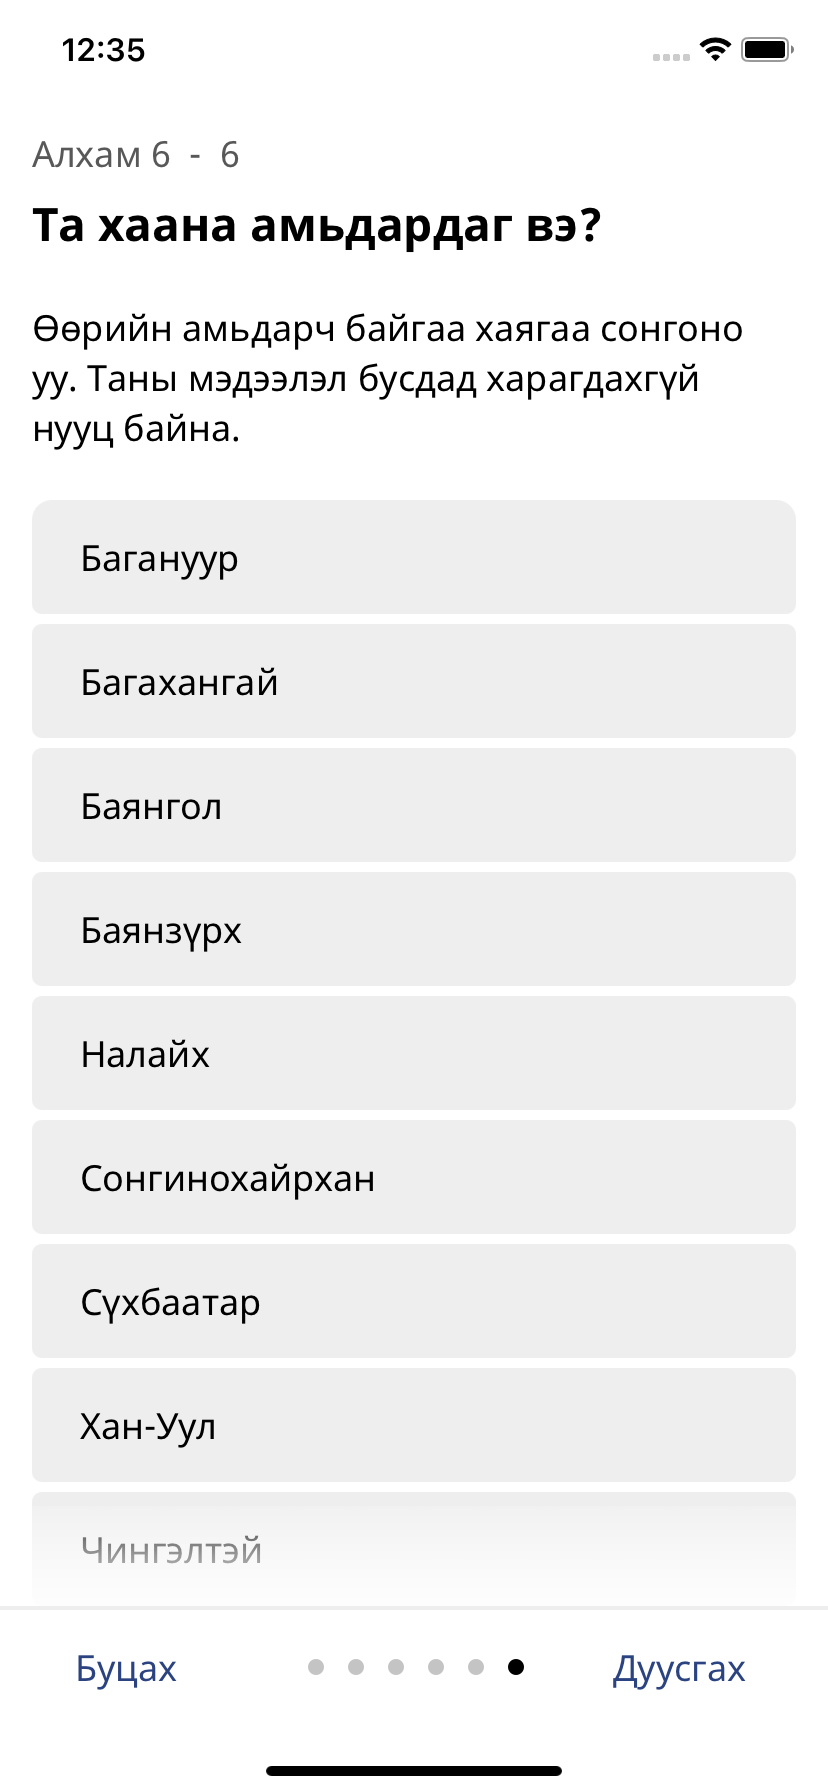 12:35
Алхам 6 - 6
Та хаана амьдардаг вэ?
Өөрийн амьдарч байгаа хаягаа сонгоно
уу. Таны мэдээлэл бусдад харагдахгүй
нууц байна.
Багануур
Багахангай
Баянгол
Баянзүрх
Налайх
Сонгинохайрхан
Сүхбаатар
Хан-Уул
Чингэлтэй
Буцах
Дуусгах